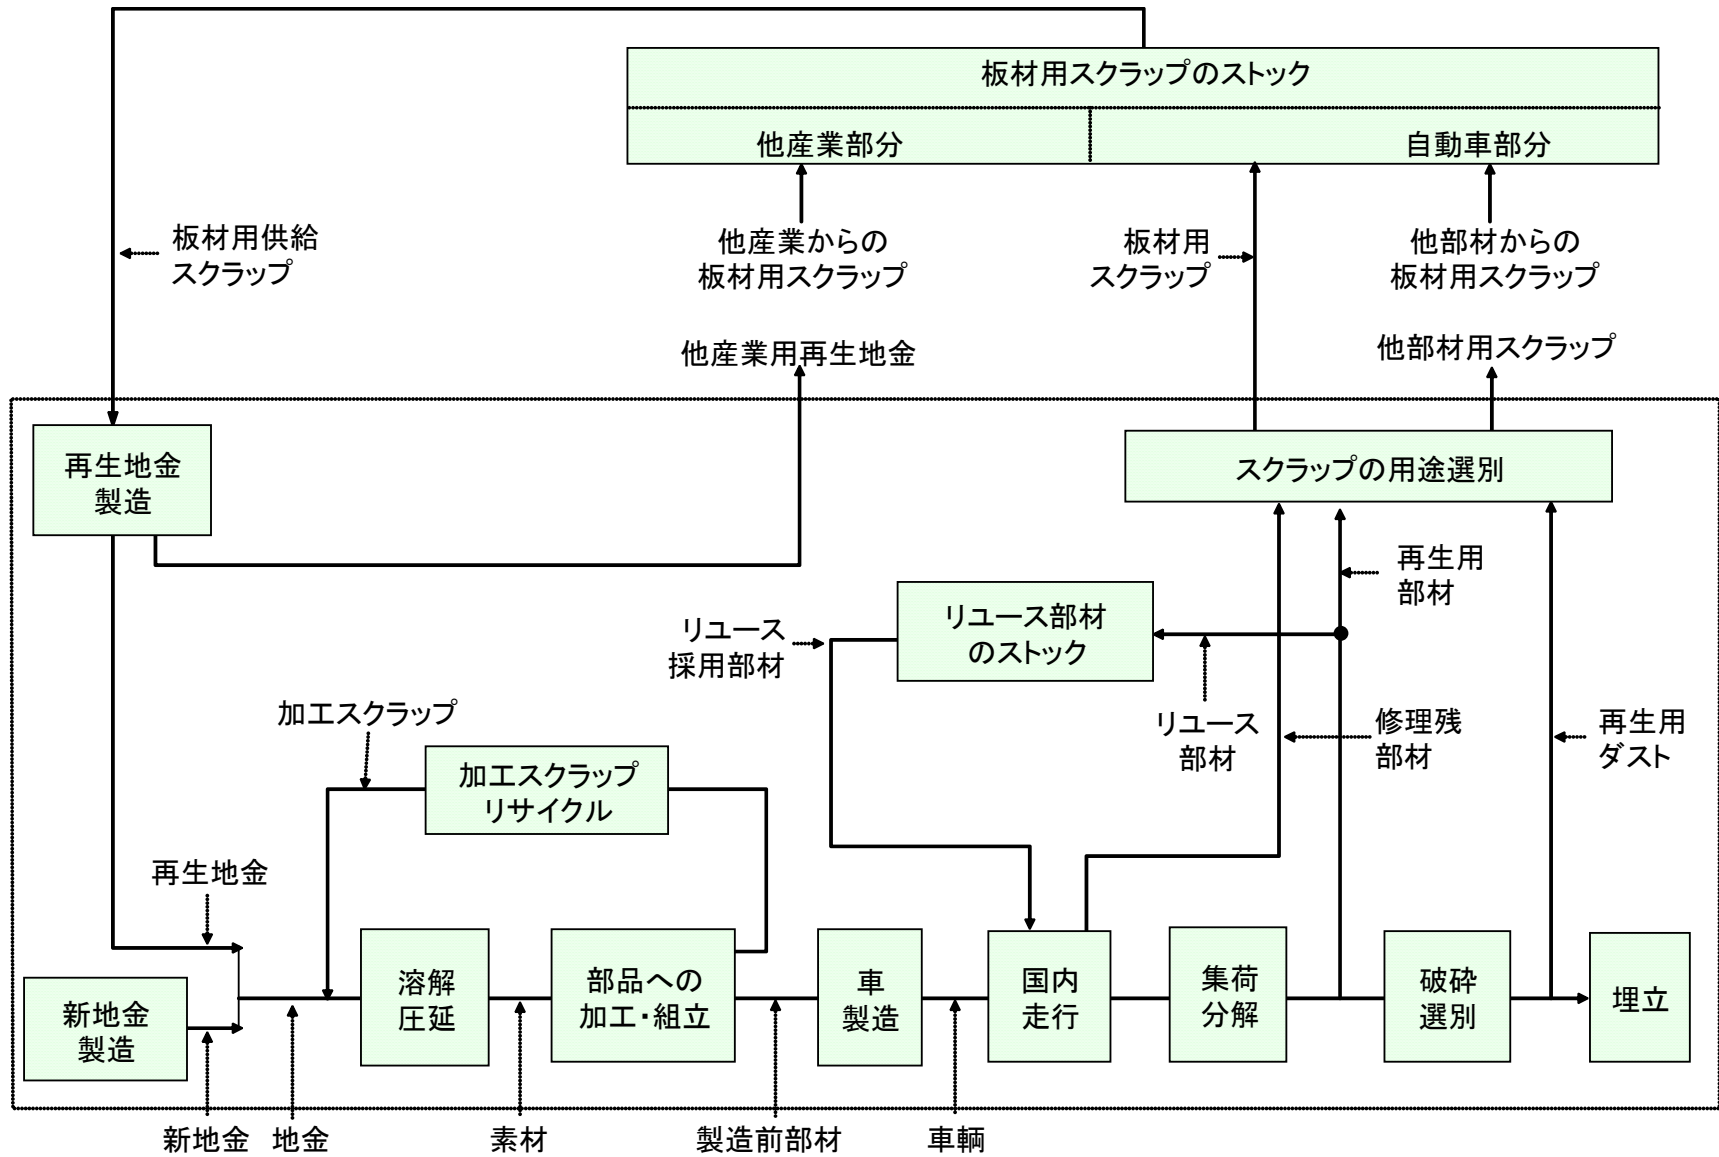 板材用スクラップのストック
他産業部分
自動車部分
板材用供給
スクラップ
他産業からの
板材用スクラップ
板材用
スクラップ
他部材からの
板材用スクラップ
他産業用再生地金
他部材用スクラップ
再生地金
製造
スクラップの用途選別
再生用
部材
リユース部材
のストック
リユース
採用部材
加工スクラップ
リユース
部材
修理残
部材
再生用
ダスト
加工スクラップ
リサイクル
再生地金
新地金
製造
溶解
圧延
部品への
加工・組立
車
製造
国内
走行
集荷
分解
破砕
選別
埋立
新地金
地金
素材
製造前部材
車輌